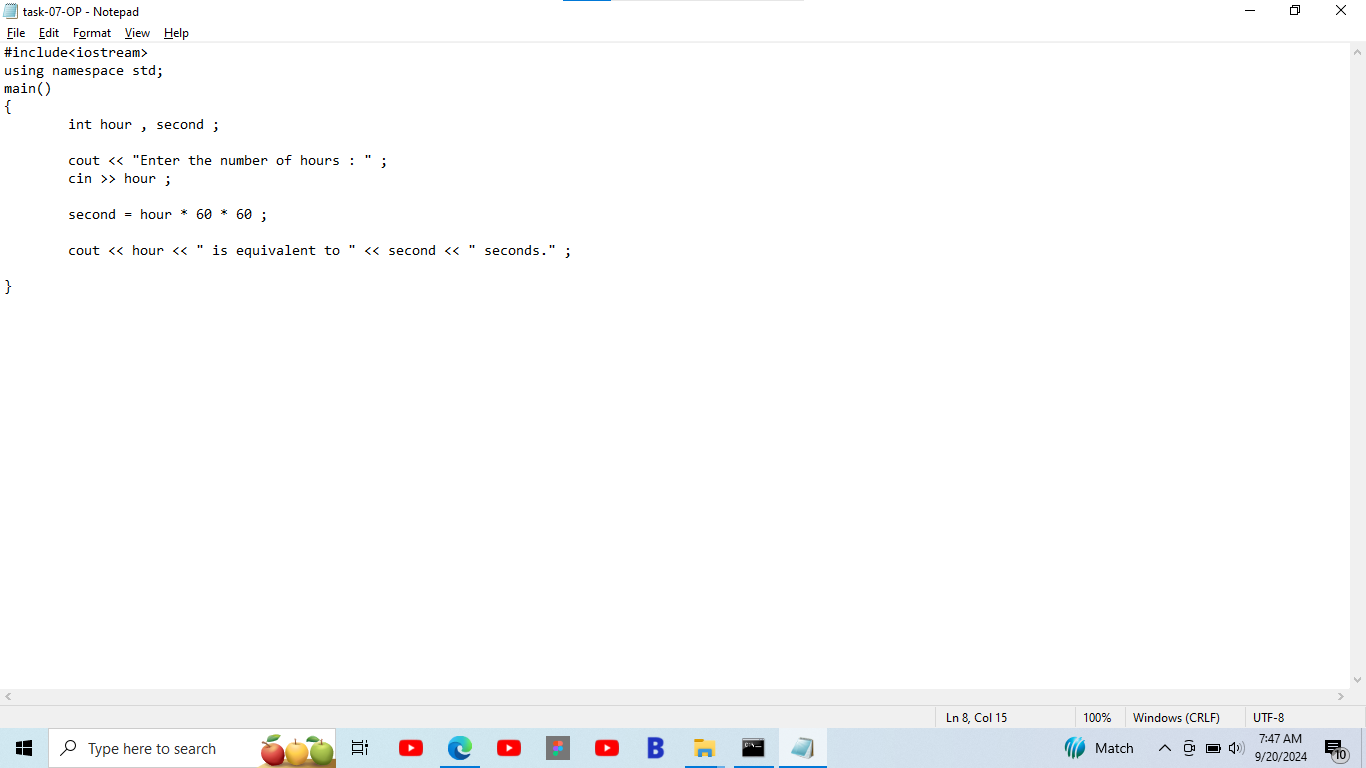 task-07-OP - Notepad
File Edit Format View Help
#include<iostream>
using namespace std;
main()
{
        int hour , second ;

        cout << "Enter the number of hours : " ;
        cin >> hour ;

        second = hour * 60 * 60 ;

        cout << hour << " is equivalent to " << second << " seconds." ;

}
Ln 8, Col 15 100% Windows (CRLF) UTF-8
Type here to search B Match 7:47 AM
9/20/2024 10